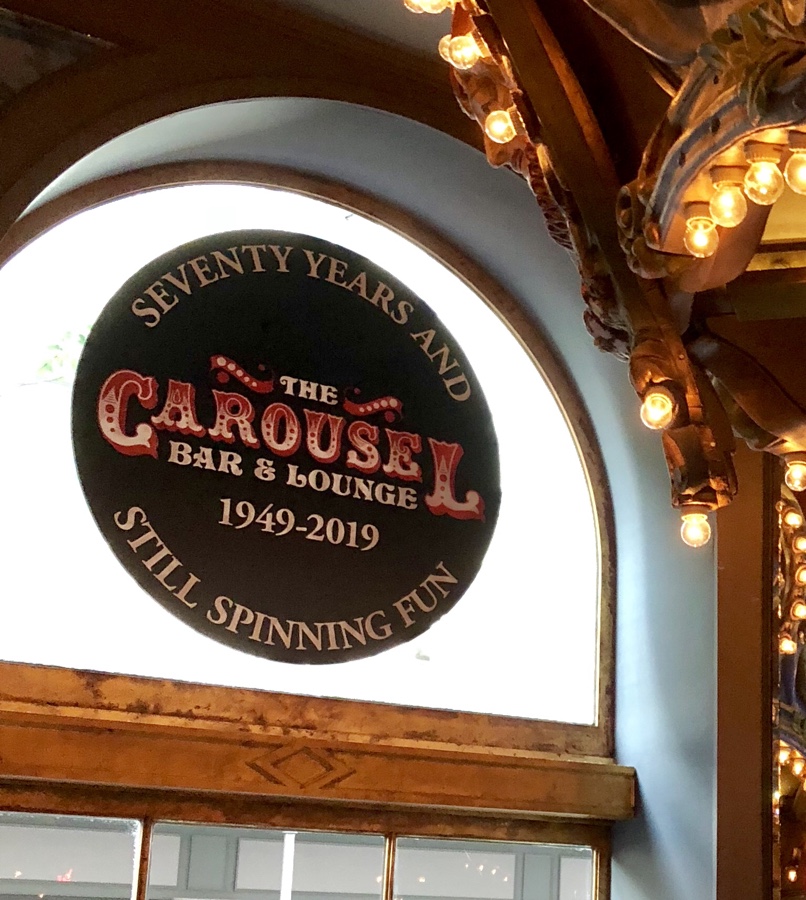 SEVENTY YEARS AND
THE
CAROUSEL
BAR & LOUNGE
1949-2019
STILL SPINNING FUN